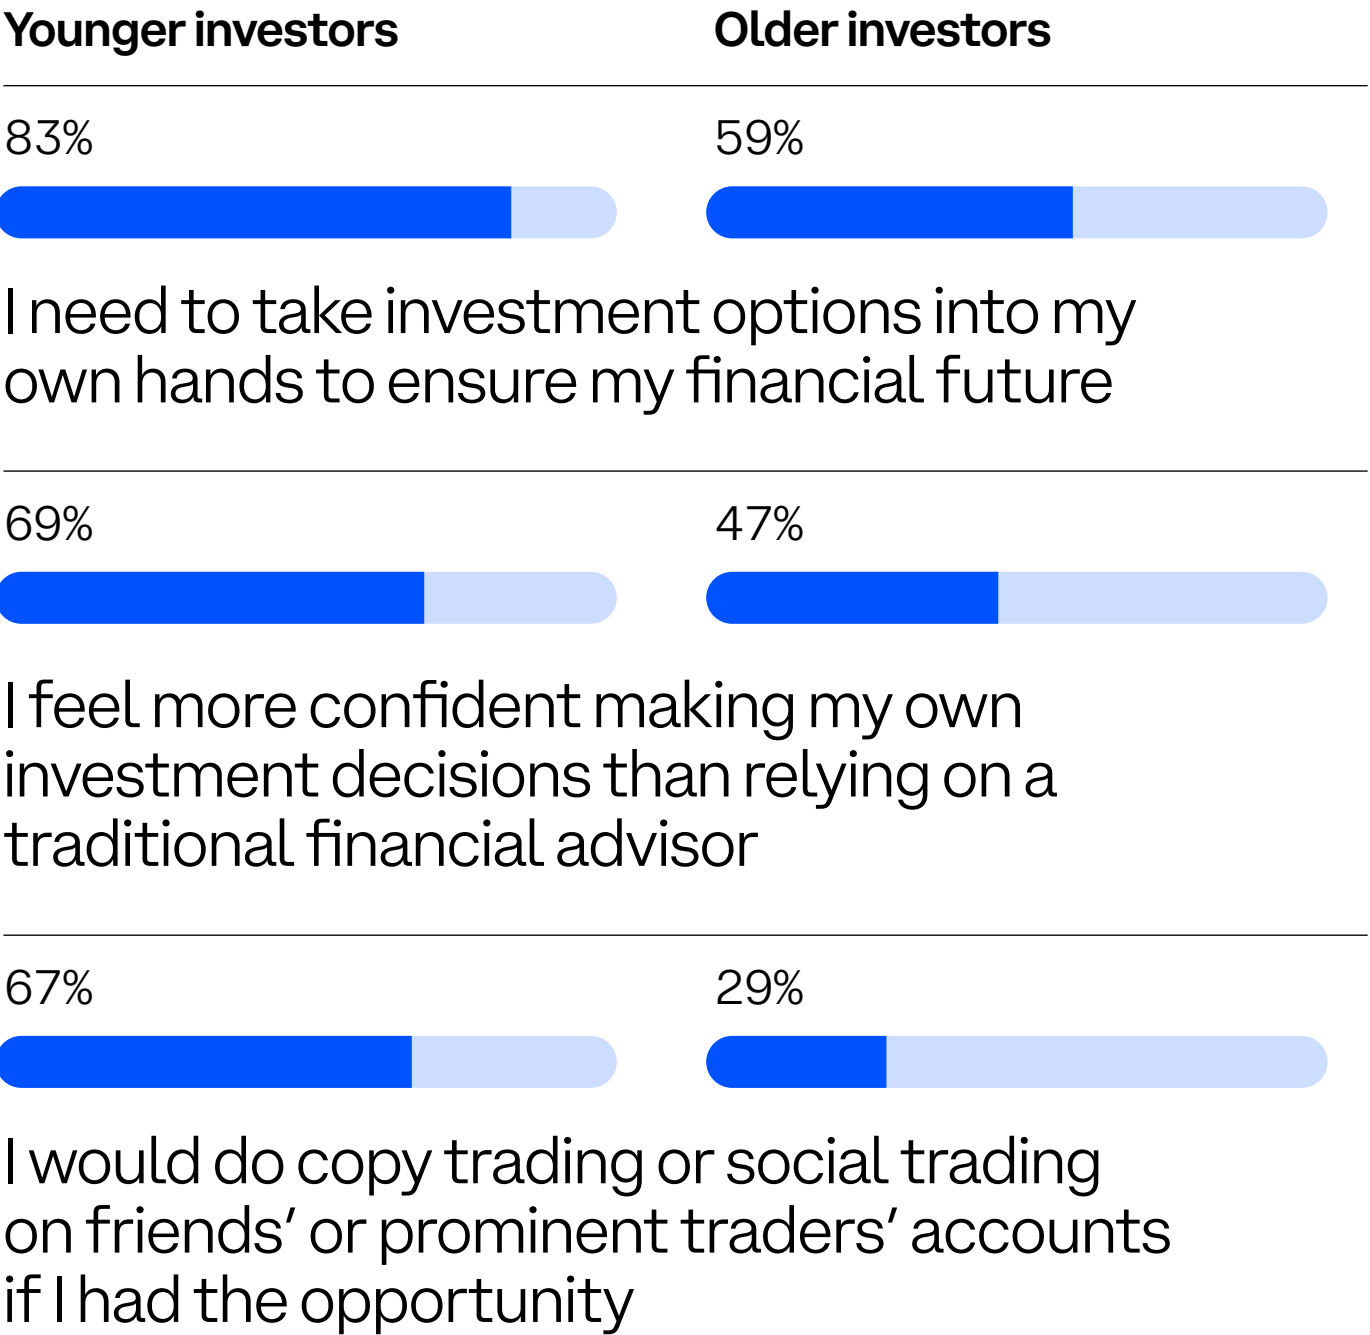 Younger investors
Older investors
83%
59%
I need to take investment options into my
own hands to ensure my financial future
69%
47%
I feel more confident making my own
investment decisions than relying on a
traditional financial advisor
67%
29%
I would do copy trading or social trading
on friends’ or prominent traders’ accounts
if I had the opportunity